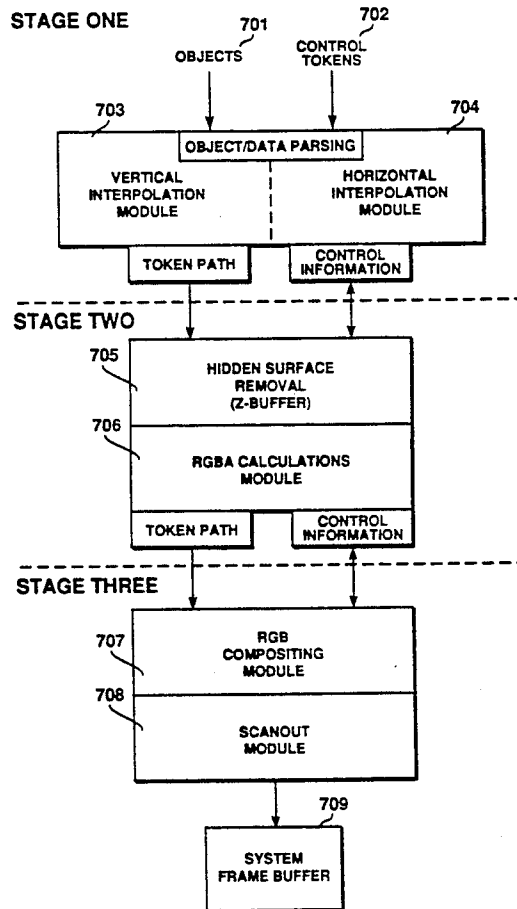 STAGE ONE
701
702
OBJECTS
CONTROL
TOKENS
703
704
OBJECT/DATA PARSING
VERTICAL
INTERPOLATION
MODULE
HORIZONTAL
INTERPOLATION
MODULE
TOKEN PATH
CONTROL
INFORMATION
STAGE TWO
705
HIDDEN SURFACE
REMOVAL
(Z-BUFFER)
706
RGBA CALCULATIONS
MODULE
TOKEN PATH
CONTROL
INFORMATION
STAGE THREE
707
RGB
COMPOSITING
MODULE
708
SCANOUT
MODULE
709
SYSTEM
FRAME BUFFER